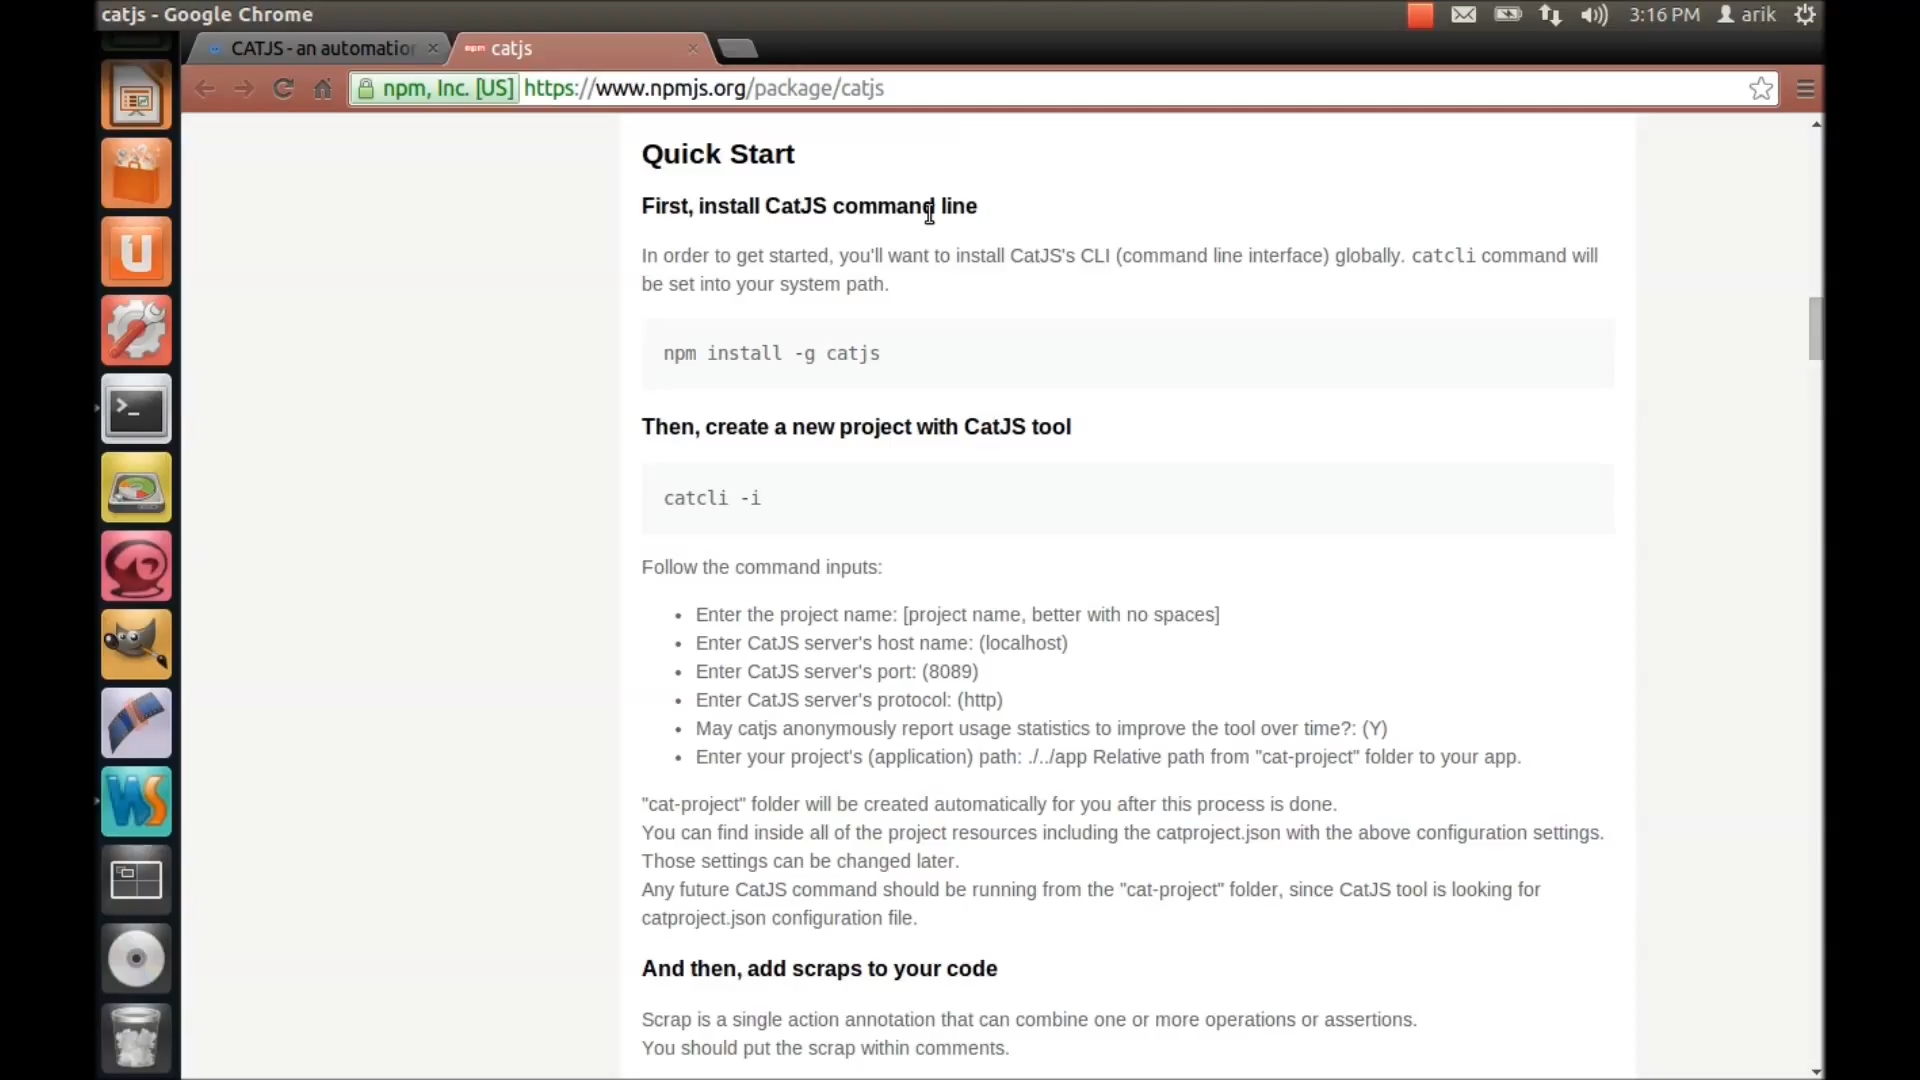 catjs - Google Chrome
3:16 PM arik
CATJS - an automation
npm catjs
npm, Inc. [US] https://www.npmjs.org/package/catjs
Quick Start
First, install CatJS command line
In order to get started, you'll want to install CatJS's CLI (command line interface) globally. catcli command will
be set into your system path.
npm install -g catjs
Then, create a new project with CatJS tool
catcli -i
Follow the command inputs:
• Enter the project name: [project name, better with no spaces]
• Enter CatJS server's host name: (localhost)
• Enter CatJS server's port: (8089)
• Enter CatJS server's protocol: (http)
• May catjs anonymously report usage statistics to improve the tool over time?: (Y)
• Enter your project's (application) path: ./../app Relative path from "cat-project" folder to your app.
"cat-project" folder will be created automatically for you after this process is done.
You can find inside all of the project resources including the catproject.json with the above configuration settings.
Those settings can be changed later.
Any future CatJS command should be running from the "cat-project" folder, since CatJS tool is looking for
catproject.json configuration file.
And then, add scraps to your code
Scrap is a single action annotation that can combine one or more operations or assertions.
You should put the scrap within comments.
U
>_
WS